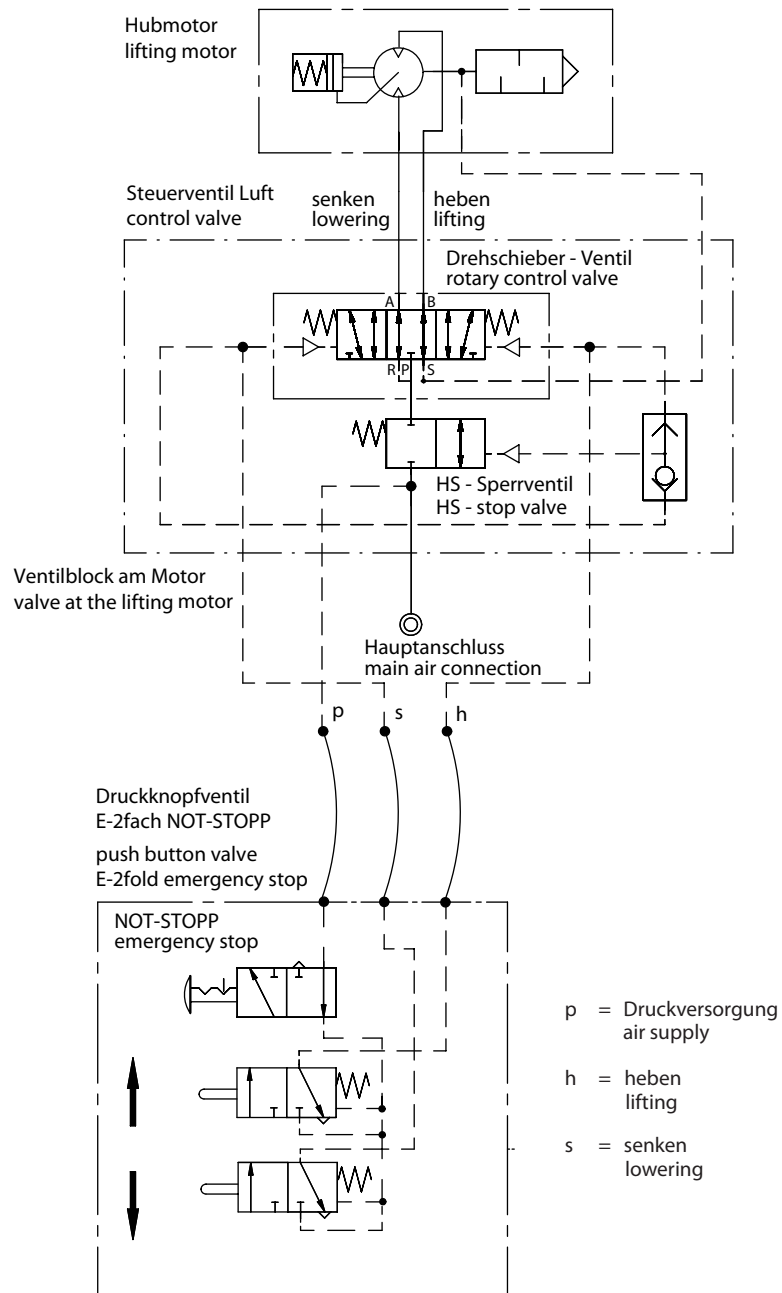 Hubmotor
lifting motor
Steuerventil Luft
control valve
senken
lowering
heben
lifting
Drehschieber - Ventil
rotary control valve
A
B
R
P
S
HS - Sperrventil
HS - stop valve
Ventilblock am Motor
valve at the lifting motor
Hauptanschluss
main air connection
p
s
h
Druckknopfventil
E-2fach NOT-STOPP
push button valve
E-2fold emergency stop
NOT-STOPP
emergency stop
p = Druckversorgung
air supply
h = heben
lifting
s = senken
lowering